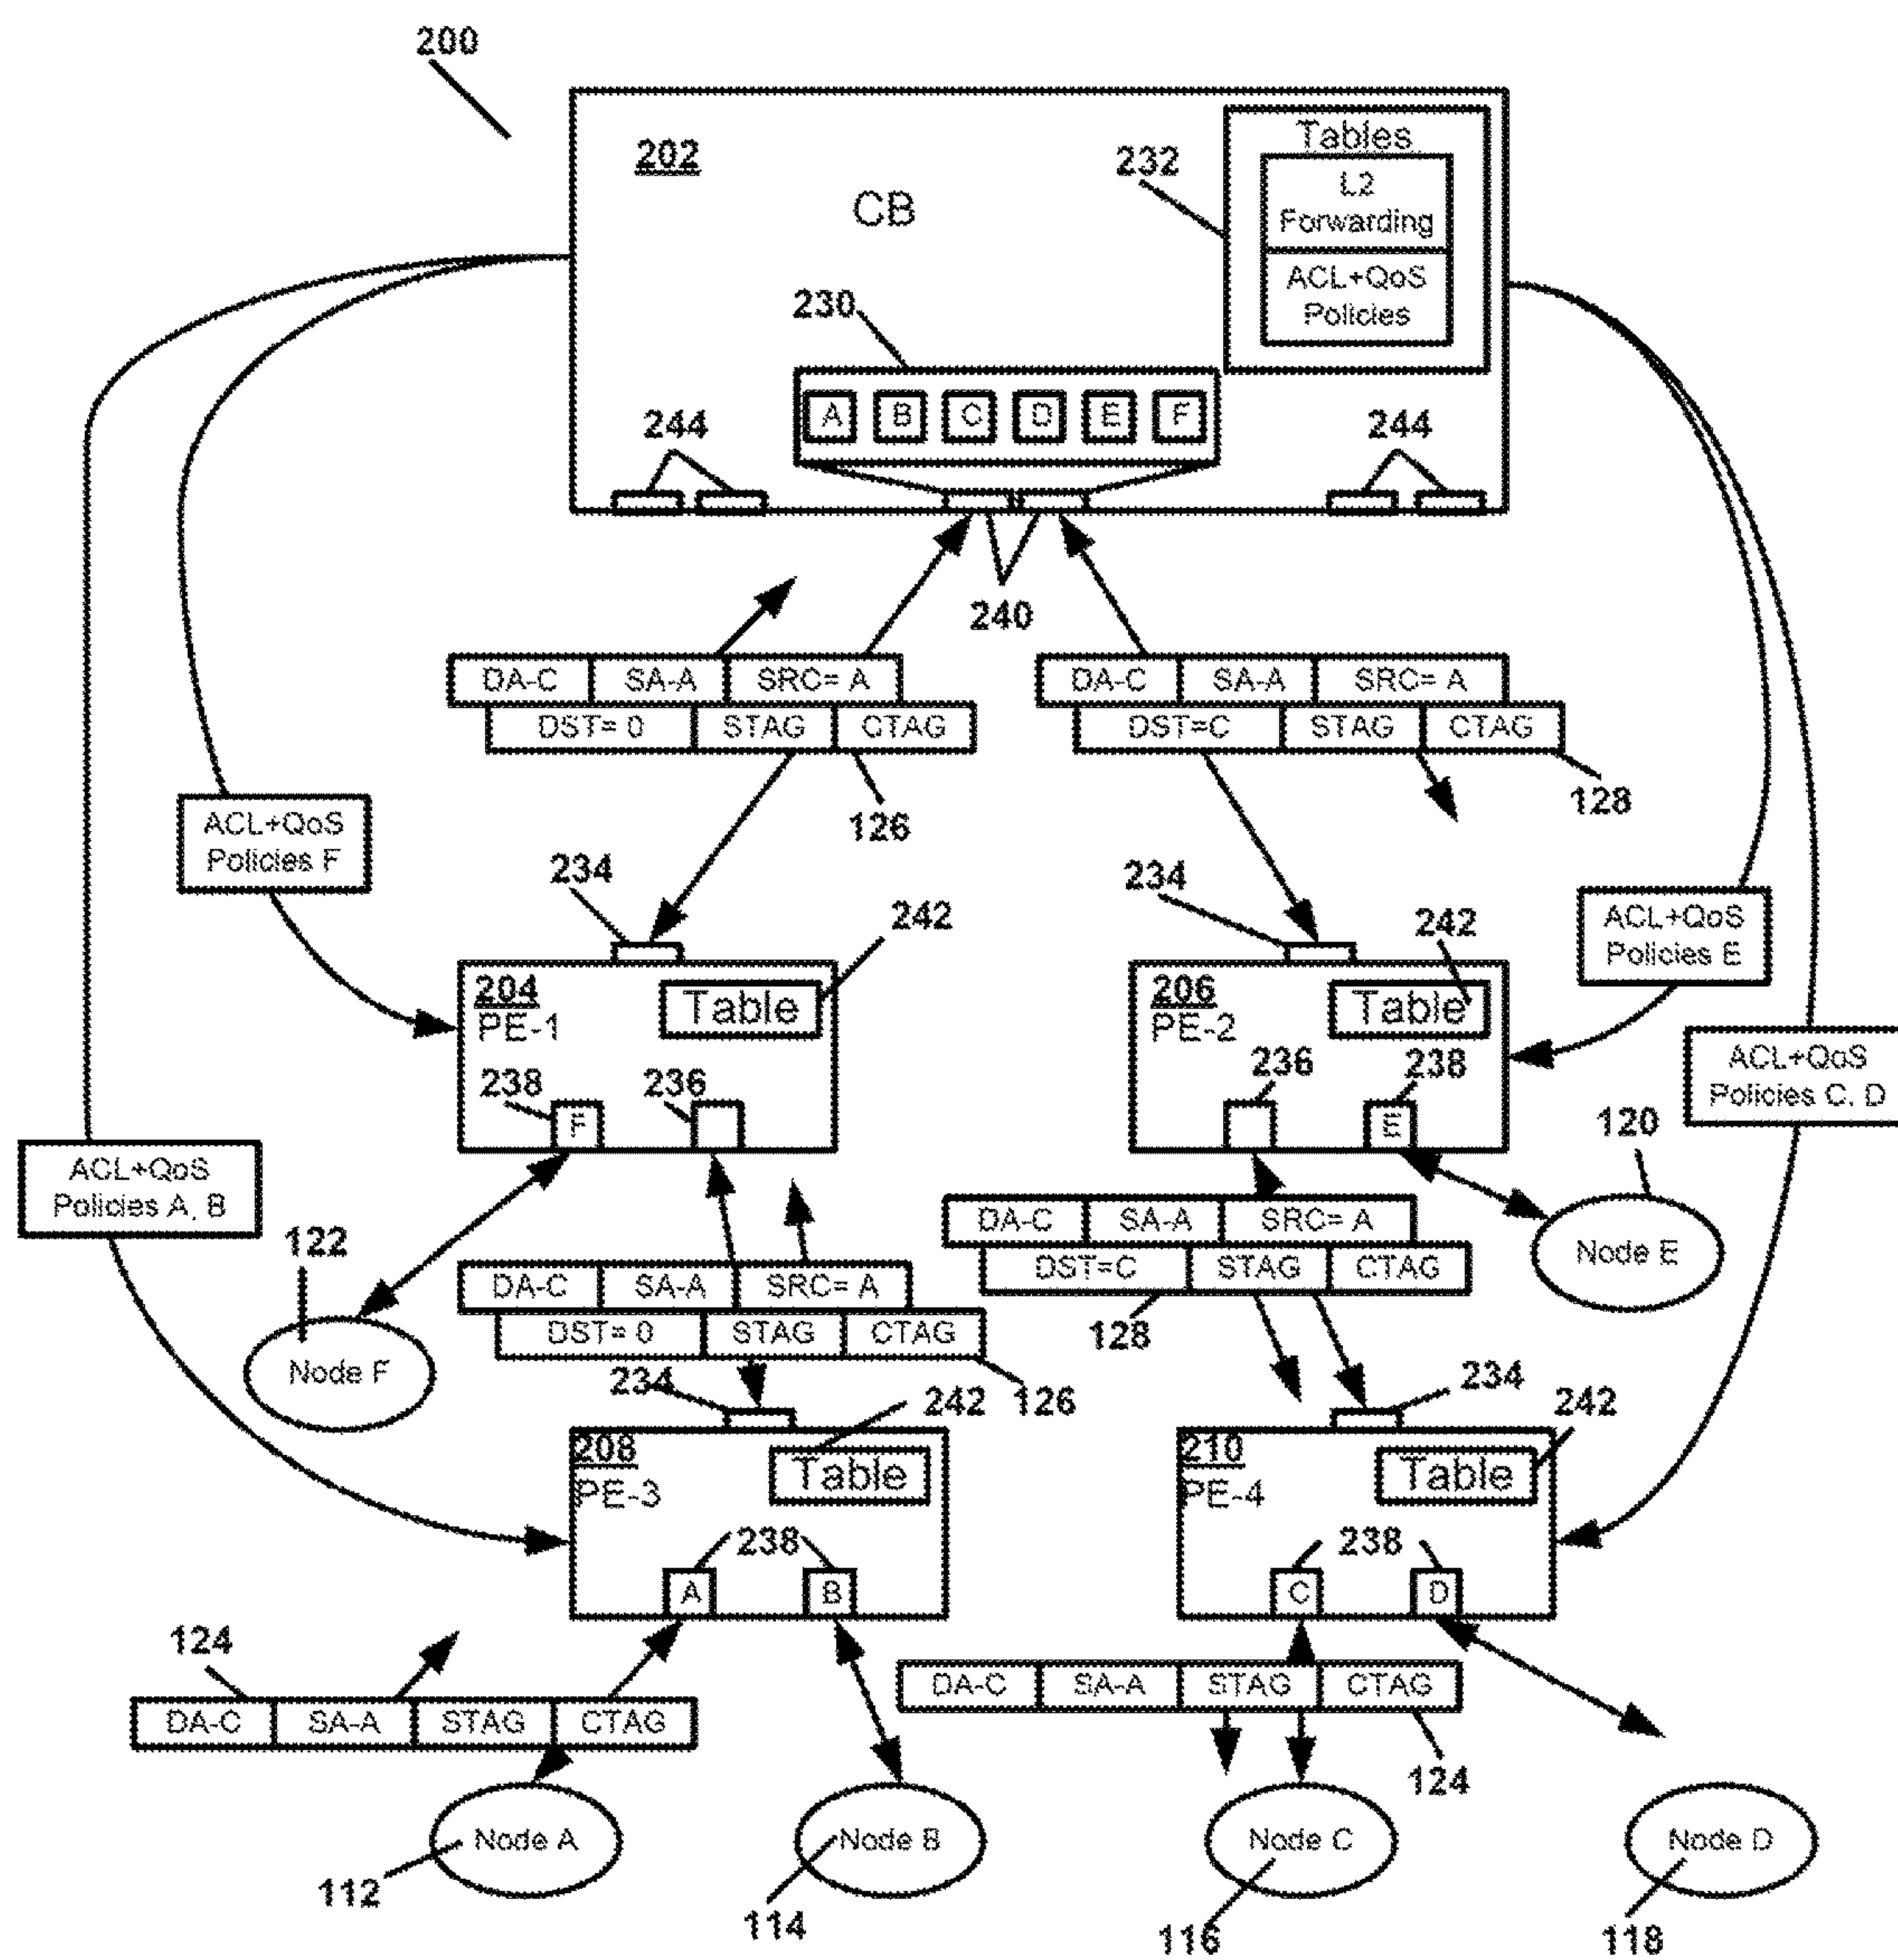 200
202
CB
232
Tables
L2
Forwarding
ACL+QoS
Policies
230
A B C D E F
244
244
240
DA-C SA-A SRC= A
DST= 0 STAG CTAG
126
DA-C SA-A SRC= A
DST=C STAG CTAG
128
ACL+QoS
Policies F
ACL+QoS
Policies E
234
242
204
PE-1
Table
238
F
236
234
242
206
PE-2
Table
236
238
E
ACL+QoS
Policies C, D
120
Node E
ACL+QoS
Policies A, B
122
Node F
DA-C SA-A SRC= A
DST= 0 STAG CTAG
126
DA-C SA-A SRC= A
DST=C STAG CTAG
128
234
242
208
PE-3
Table
238
A B
234
242
210
PE-4
Table
238
C D
124
DA-C SA-A STAG CTAG
DA-C SA-A STAG CTAG
124
Node A
Node B
Node C
Node D
112
114
116
118